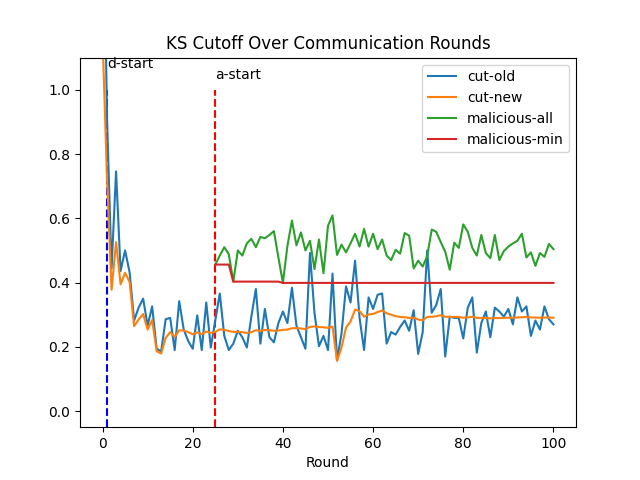 KS Cutoff Over Communication Rounds
d-start
a-start
cut-old
cut-new
malicious-all
malicious-min
1.0
0.8
0.6
0.4
0.2
0.0
0 20 40 60 80 100
Round